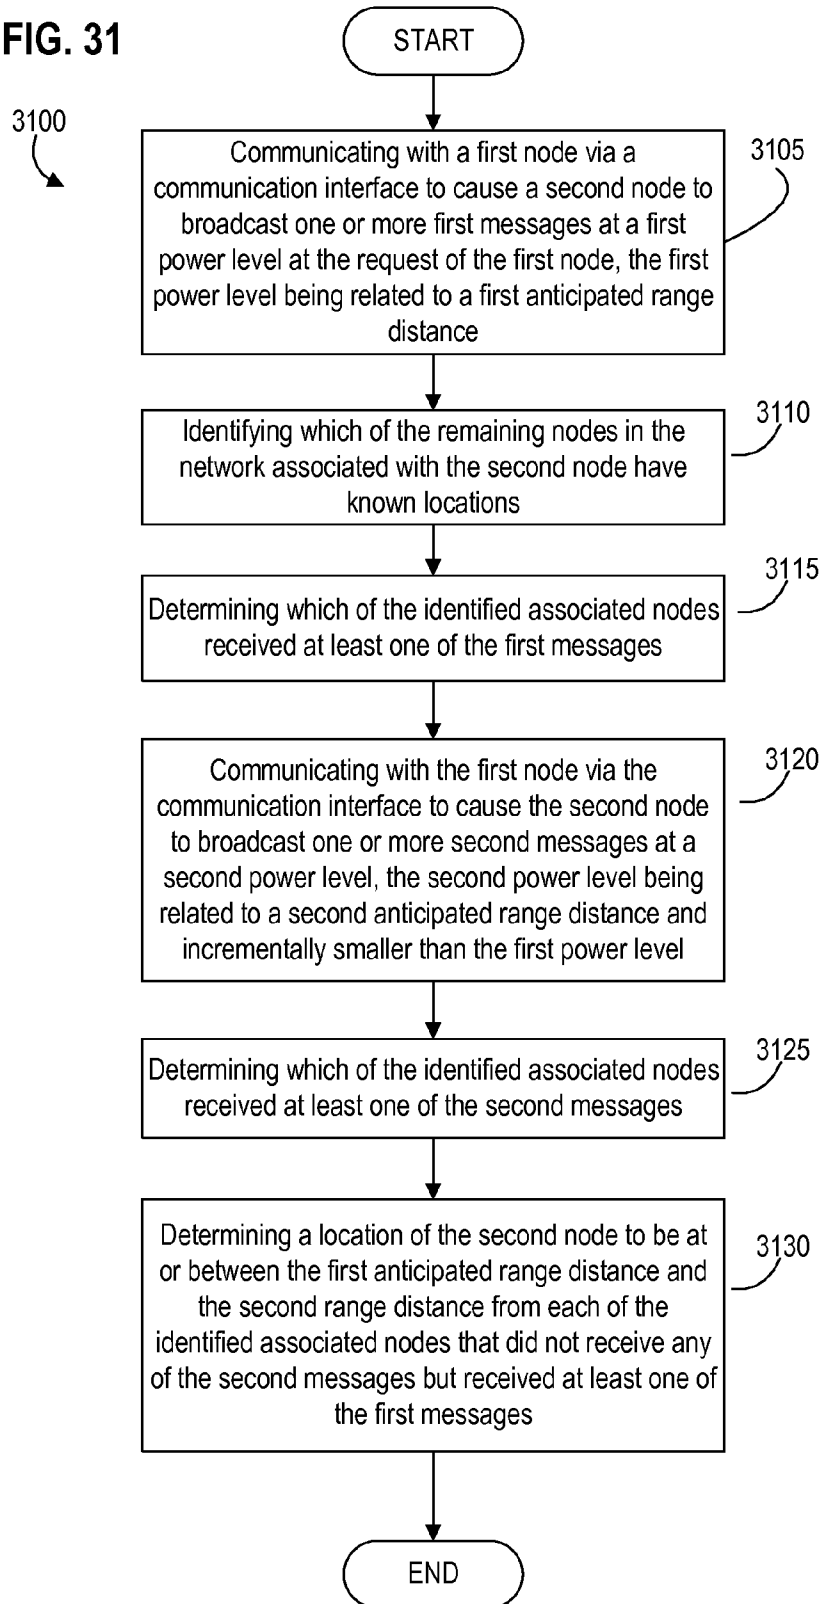 FIG. 31
START
3100
3105
Communicating with a first node via a
communication interface to cause a second node to
broadcast one or more first messages at a first
power level at the request of the first node, the first
power level being related to a first anticipated range
distance
3110
Identifying which of the remaining nodes in the
network associated with the second node have
known locations
3115
Determining which of the identified associated nodes
received at least one of the first messages
3120
Communicating with the first node via the
communication interface to cause the second node
to broadcast one or more second messages at a
second power level, the second power level being
related to a second anticipated range distance and
incrementally smaller than the first power level
3125
Determining which of the identified associated nodes
received at least one of the second messages
3130
Determining a location of the second node to be at
or between the first anticipated range distance and
the second range distance from each of the
identified associated nodes that did not receive any
of the second messages but received at least one of
the first messages
END